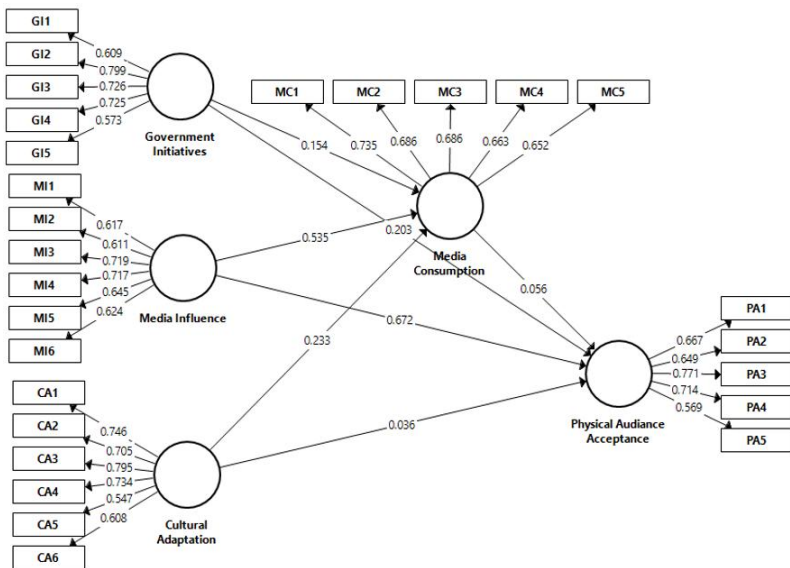 GI1
GI2
GI3
GI4
GI5
0.609
0.799
0.726
0.725
0.573
Government
Initiatives
MC1
MC2
MC3
MC4
MC5
0.735
0.686
0.686
0.663
0.652
0.154
0.203
Media
Consumption
MI1
MI2
MI3
MI4
MI5
MI6
0.617
0.611
0.719
0.717
0.645
0.624
Media Influence
0.535
0.672
0.056
0.233
0.036
CA1
CA2
CA3
CA4
CA5
CA6
0.746
0.705
0.795
0.734
0.547
0.608
Cultural
Adaptation
Physical Audiance
Acceptance
0.667
0.649
0.771
0.714
0.569
PA1
PA2
PA3
PA4
PA5